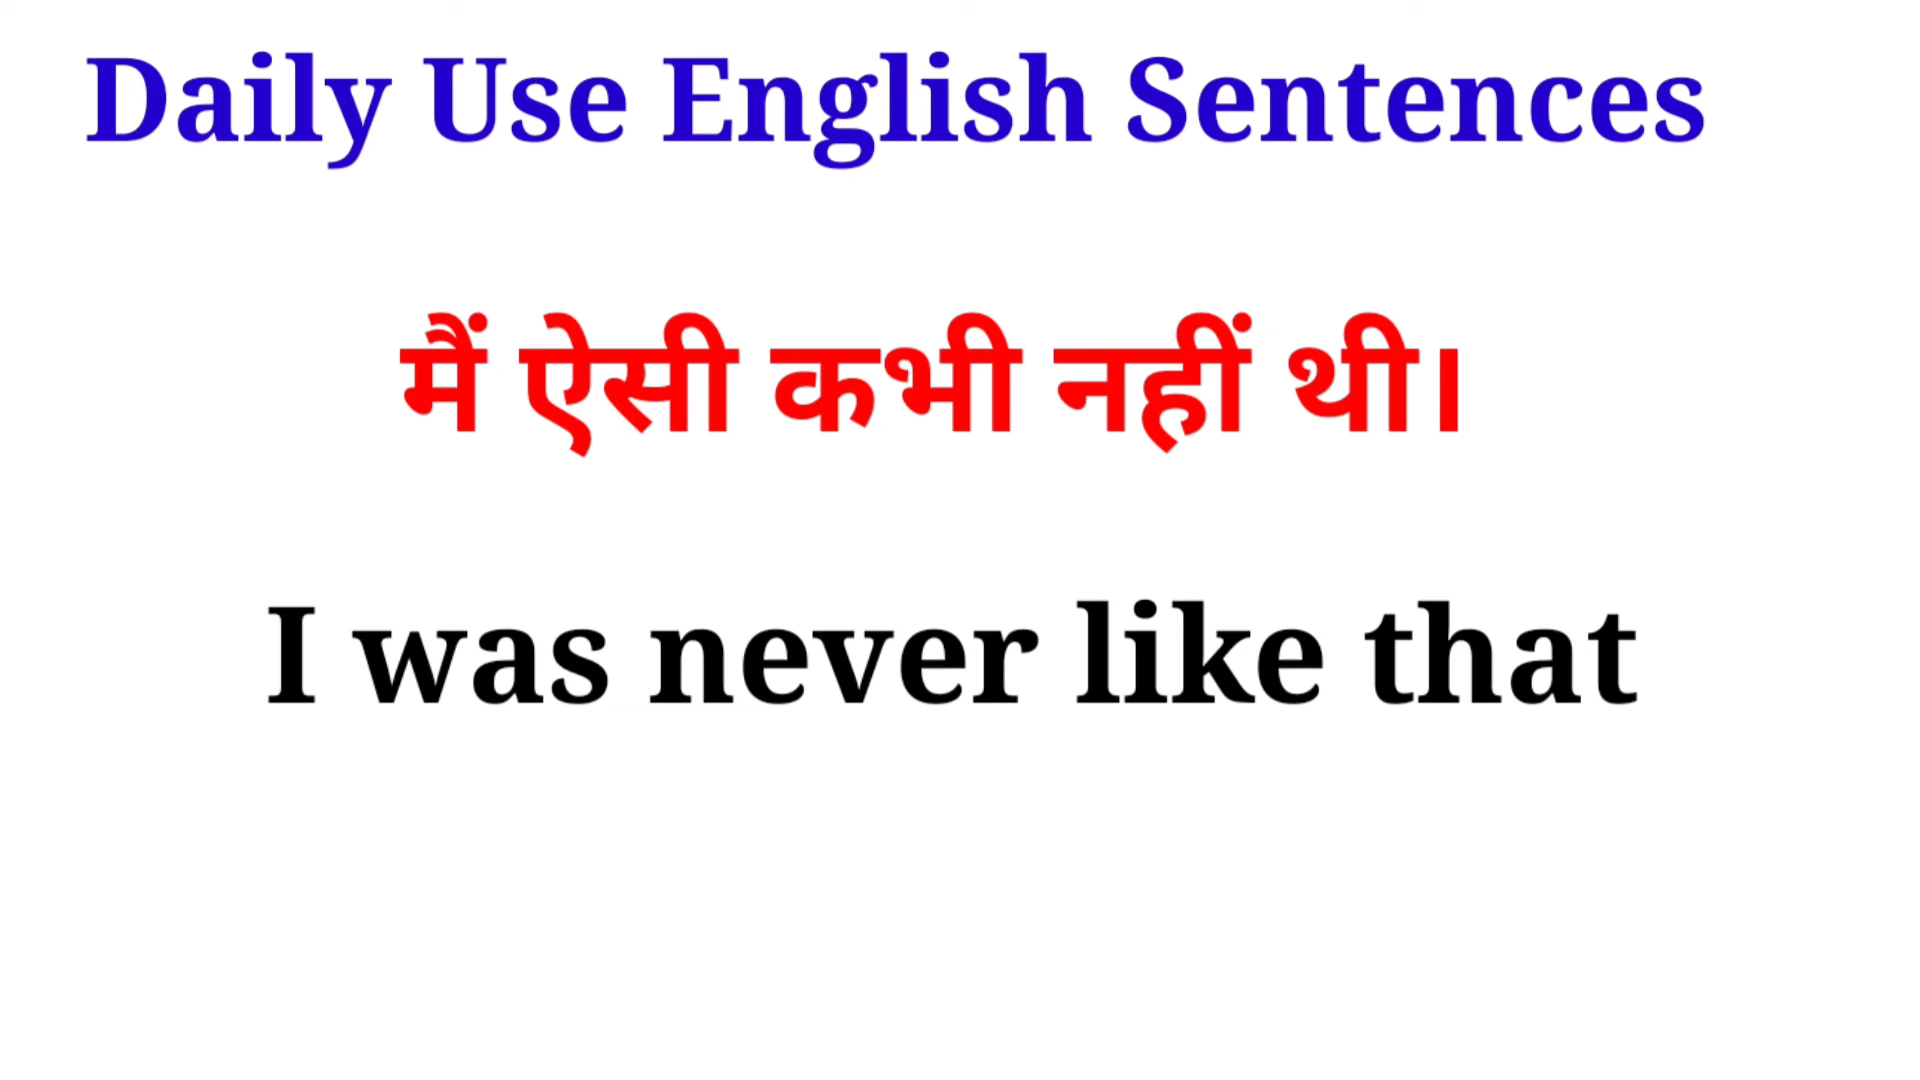 Daily Use English Sentences
मैं ऐसी कभी नहीं थी।
I was never like that